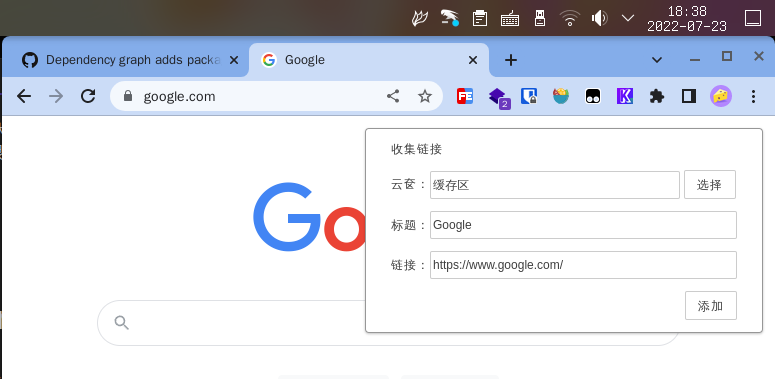 18:38
2022-07-23
Dependency graph adds packa
Google
google.com
FE
2
收集链接
云奁：
缓存区
选择
标题：
Google
链接：
https://www.google.com/
添加
Go